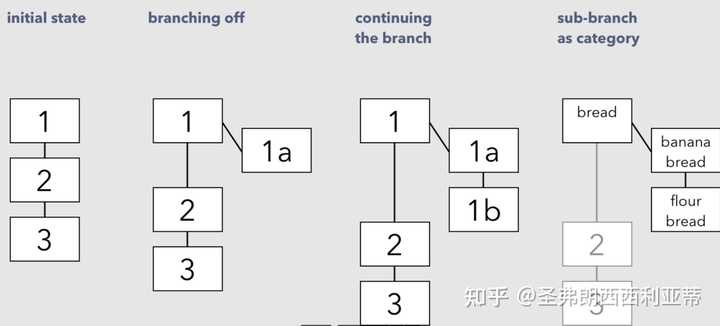 initial state
branching off
continuing
the branch
sub-branch
as category
1
2
3
1
1a
2
3
1
1a
1b
2
3
bread
banana
bread
flour
bread
2
3
知乎 @圣弗朗西西利亚蒂